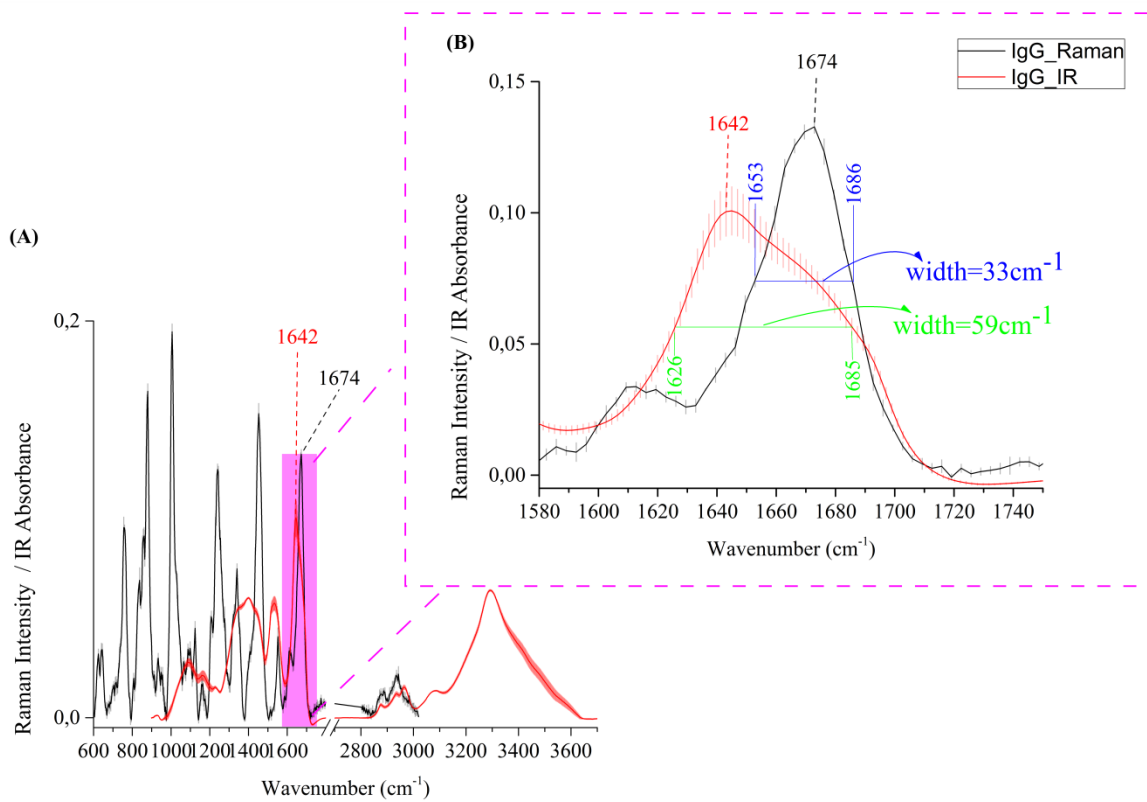 (A)
Raman Intensity / IR Absorbance
0,2
0,0
1642
1674
600 800 1000 1200 1400 1600 2800 3000 3200 3400 3600
Wavenumber (cm-1)
(B)
IgG_Raman
IgG_IR
Raman Intensity / IR Absorbance
0,15
0,10
0,05
0,00
1674
1642
1653
1686
width=33cm-1
width=59cm-1
1626
1685
1580 1600 1620 1640 1660 1680 1700 1720 1740
Wavenumber (cm-1)